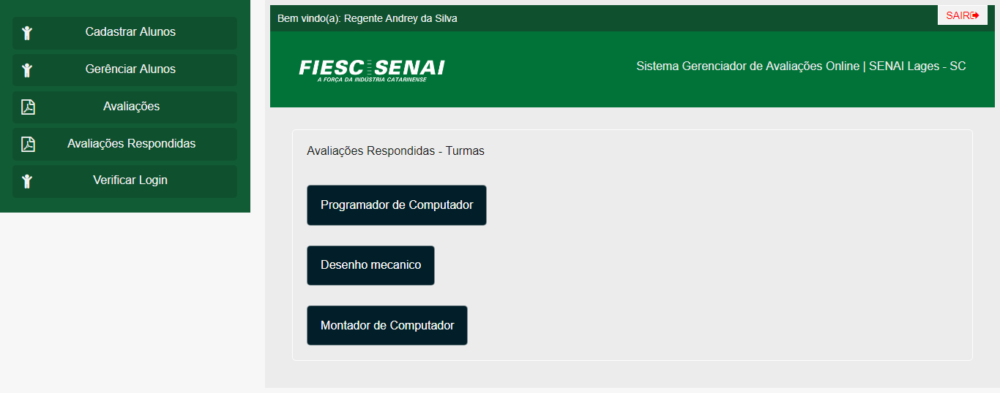 Cadastrar Alunos
Gerênciar Alunos
Avaliações
Avaliações Respondidas
Verificar Login
Bem vindo(a): Regente Andrey da Silva
SAIR
FIESC SENAI
A FORÇA DA INDÚSTRIA CATARINENSE
Sistema Gerenciador de Avaliações Online | SENAI Lages - SC
Avaliações Respondidas - Turmas
Programador de Computador
Desenho mecanico
Montador de Computador